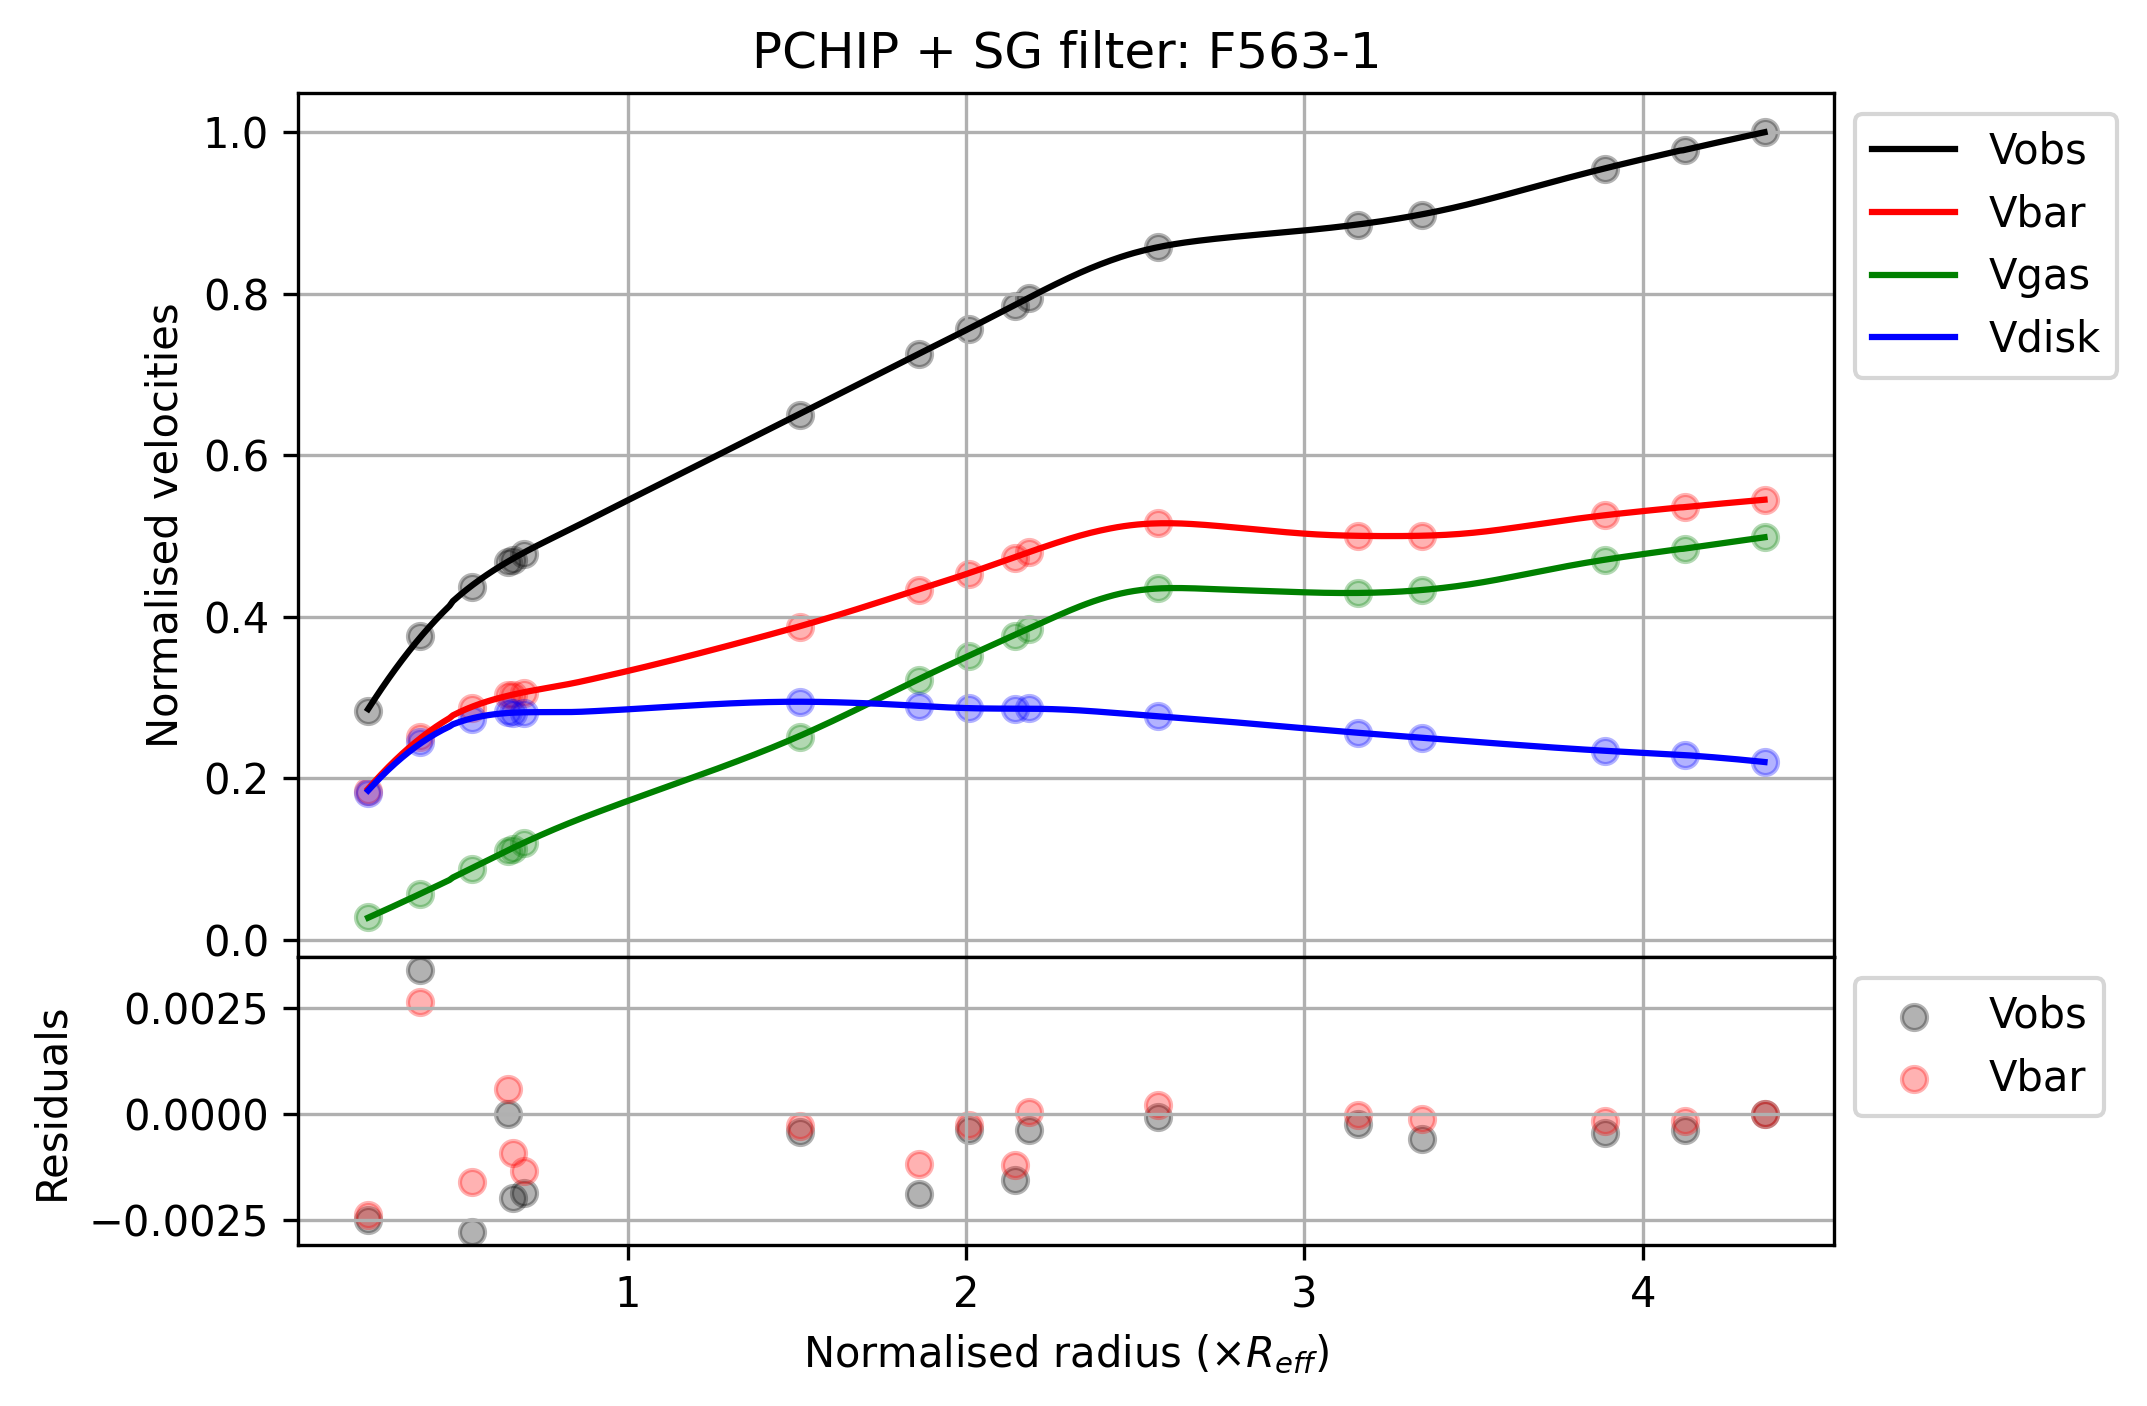 PCHIP + SG filter: F563-1
Normalised velocities
1.0
0.8
0.6
0.4
0.2
0.0
Vobs
Vbar
Vgas
Vdisk
Residuals
0.0025
0.0000
−0.0025
Vobs
Vbar
1 2 3 4
Normalised radius (×R_{eff})